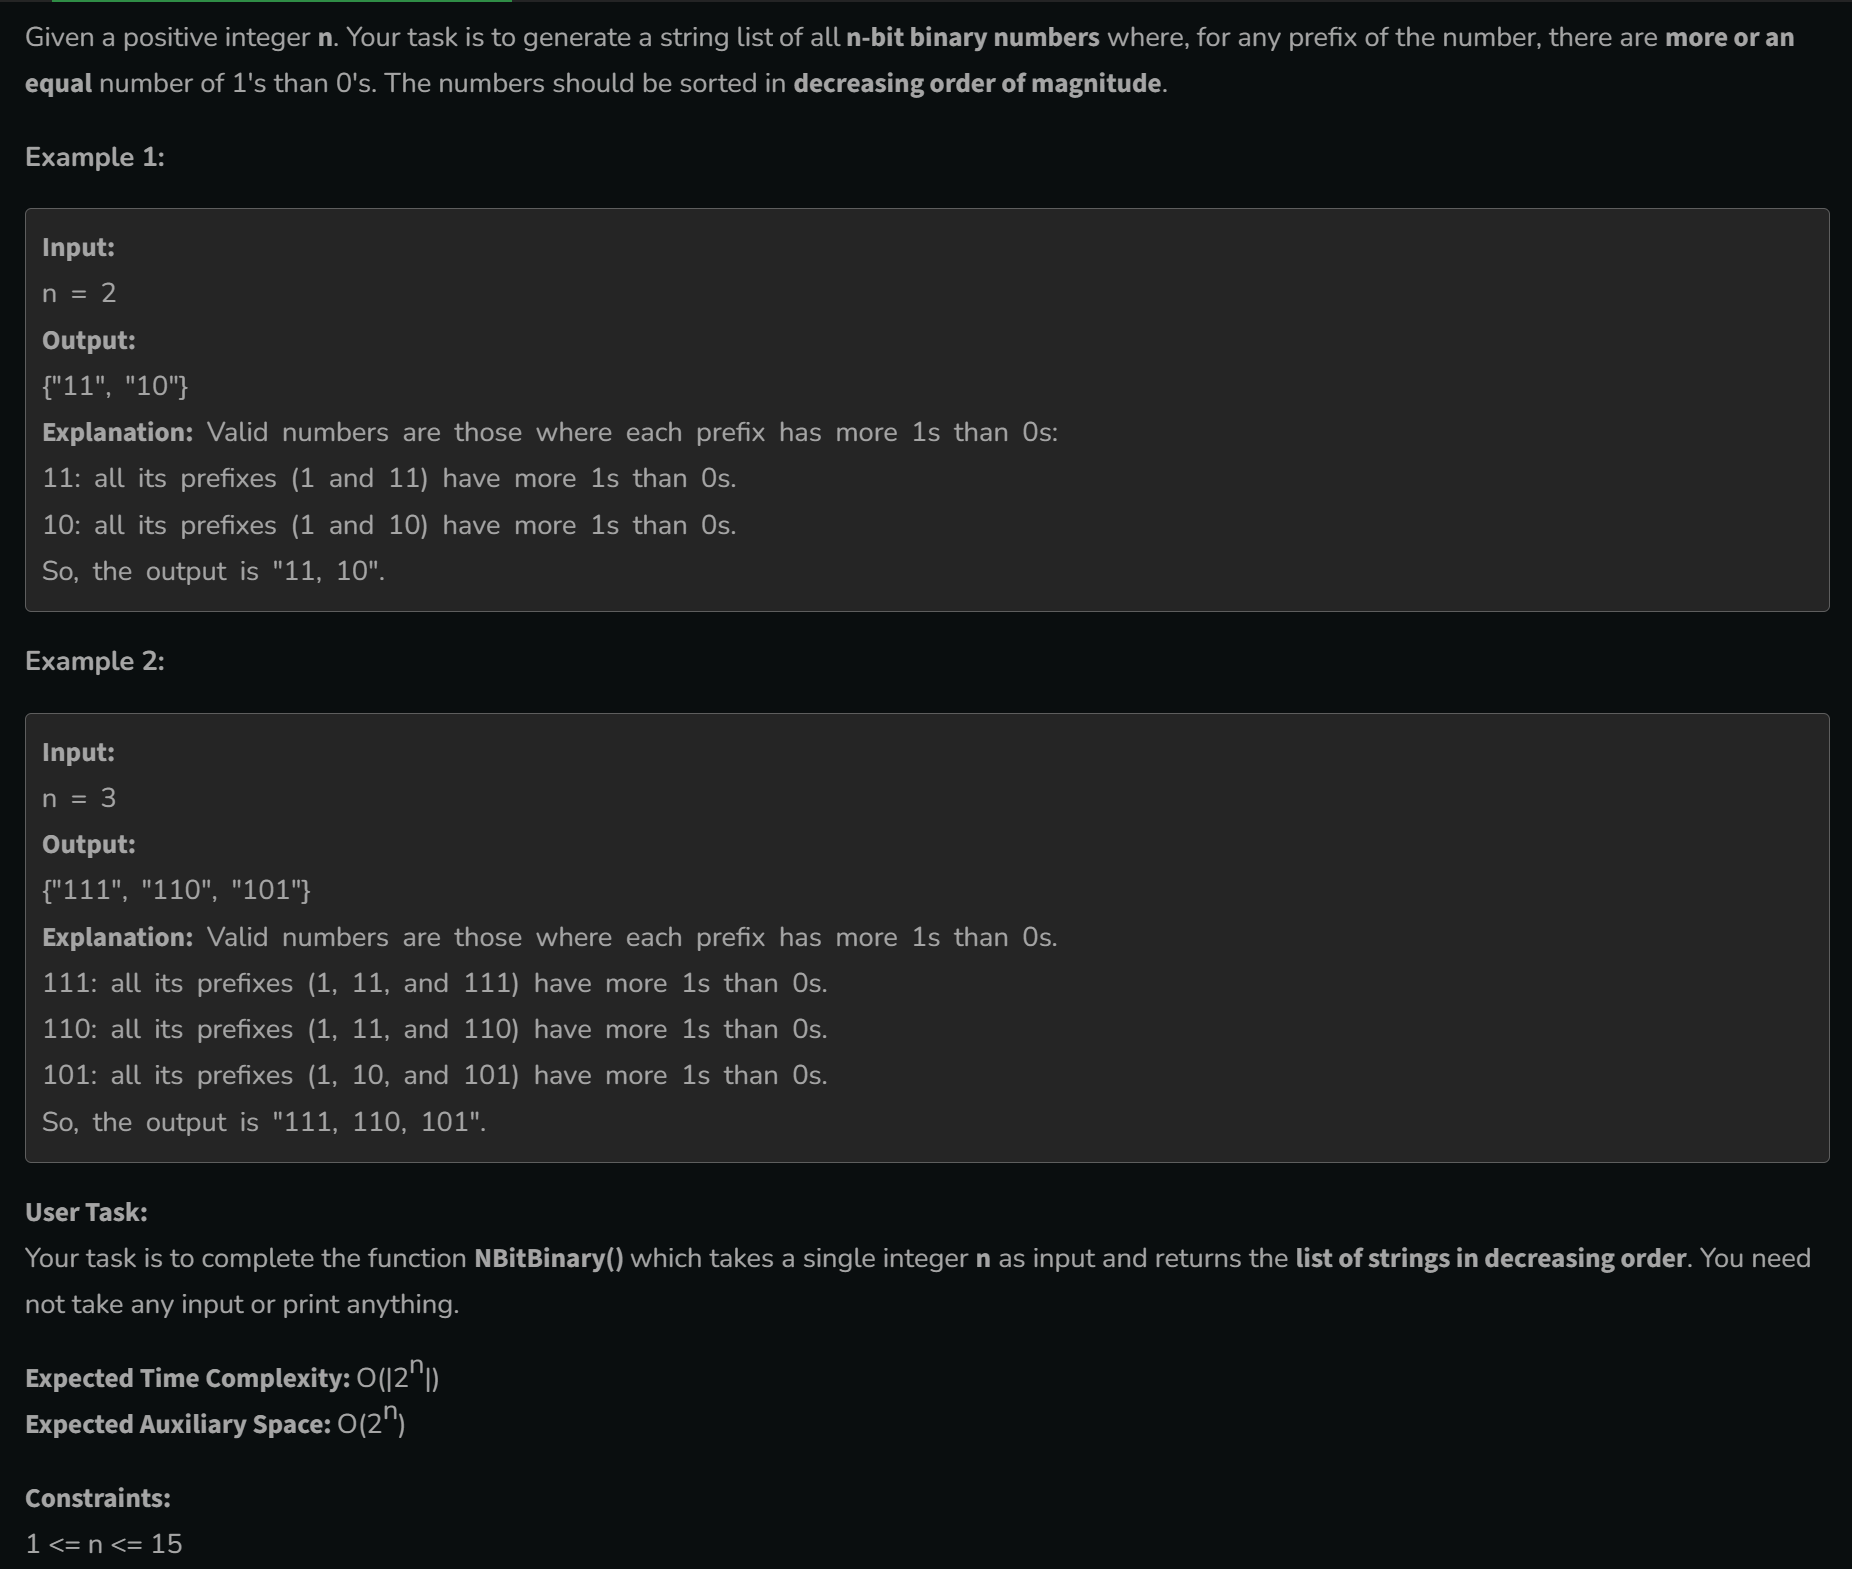 Given a positive integer n. Your task is to generate a string list of all n-bit binary numbers where, for any prefix of the number, there are more or an
equal number of 1's than 0's. The numbers should be sorted in decreasing order of magnitude.
Example 1:
Input:
n = 2
Output:
{"11", "10"}
Explanation: Valid numbers are those where each prefix has more 1s than 0s:
11: all its prefixes (1 and 11) have more 1s than 0s.
10: all its prefixes (1 and 10) have more 1s than 0s.
So, the output is "11, 10".
Example 2:
Input:
n = 3
Output:
{"111", "110", "101"}
Explanation: Valid numbers are those where each prefix has more 1s than 0s.
111: all its prefixes (1, 11, and 111) have more 1s than 0s.
110: all its prefixes (1, 11, and 110) have more 1s than 0s.
101: all its prefixes (1, 10, and 101) have more 1s than 0s.
So, the output is "111, 110, 101".
User Task:
Your task is to complete the function NBitBinary() which takes a single integer n as input and returns the list of strings in decreasing order. You need
not take any input or print anything.
Expected Time Complexity: O(|2^n|)
Expected Auxiliary Space: O(2^n)
Constraints:
1 <= n <= 15